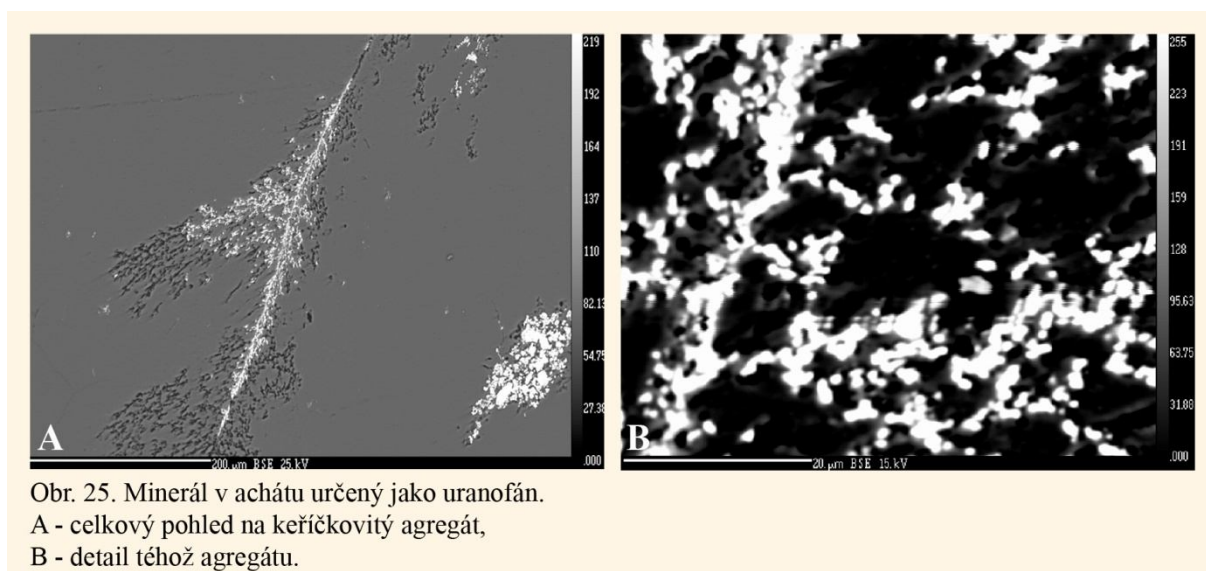 219
192
164
137
110
82.13
54.75
27.38
.000
A
200.µm BSE 25.kV
255
223
191
159
128
95.63
63.75
31.88
.000
B
20.µm BSE 15.kV
Obr. 25. Minerál v achátu určený jako uranofán.
A - celkový pohled na keříčkovitý agregát,
B - detail téhož agregátu.